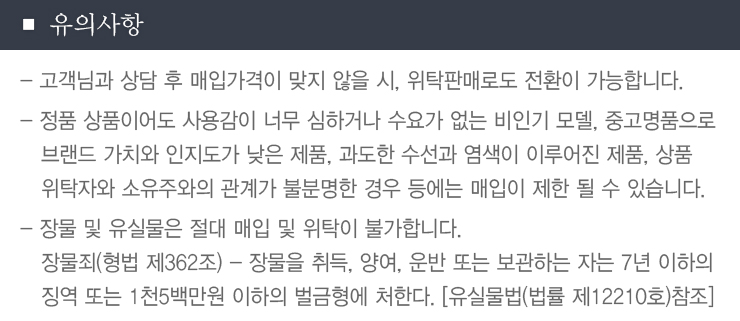 ■ 유의사항
- 고객님과 상담 후 매입가격이 맞지 않을 시, 위탁판매로도 전환이 가능합니다.
- 정품 상품이어도 사용감이 너무 심하거나 수요가 없는 비인기 모델, 중고명품으로
브랜드 가치와 인지도가 낮은 제품, 과도한 수선과 염색이 이루어진 제품, 상품
위탁자와 소유주와의 관계가 불분명한 경우 등에는 매입이 제한 될 수 있습니다.
- 장물 및 유실물은 절대 매입 및 위탁이 불가합니다.
장물죄(형법 제362조) - 장물을 취득, 양여, 운반 또는 보관하는 자는 7년 이하의
징역 또는 1천5백만원 이하의 벌금형에 처한다. [유실물법(법률 제12210호)참조]